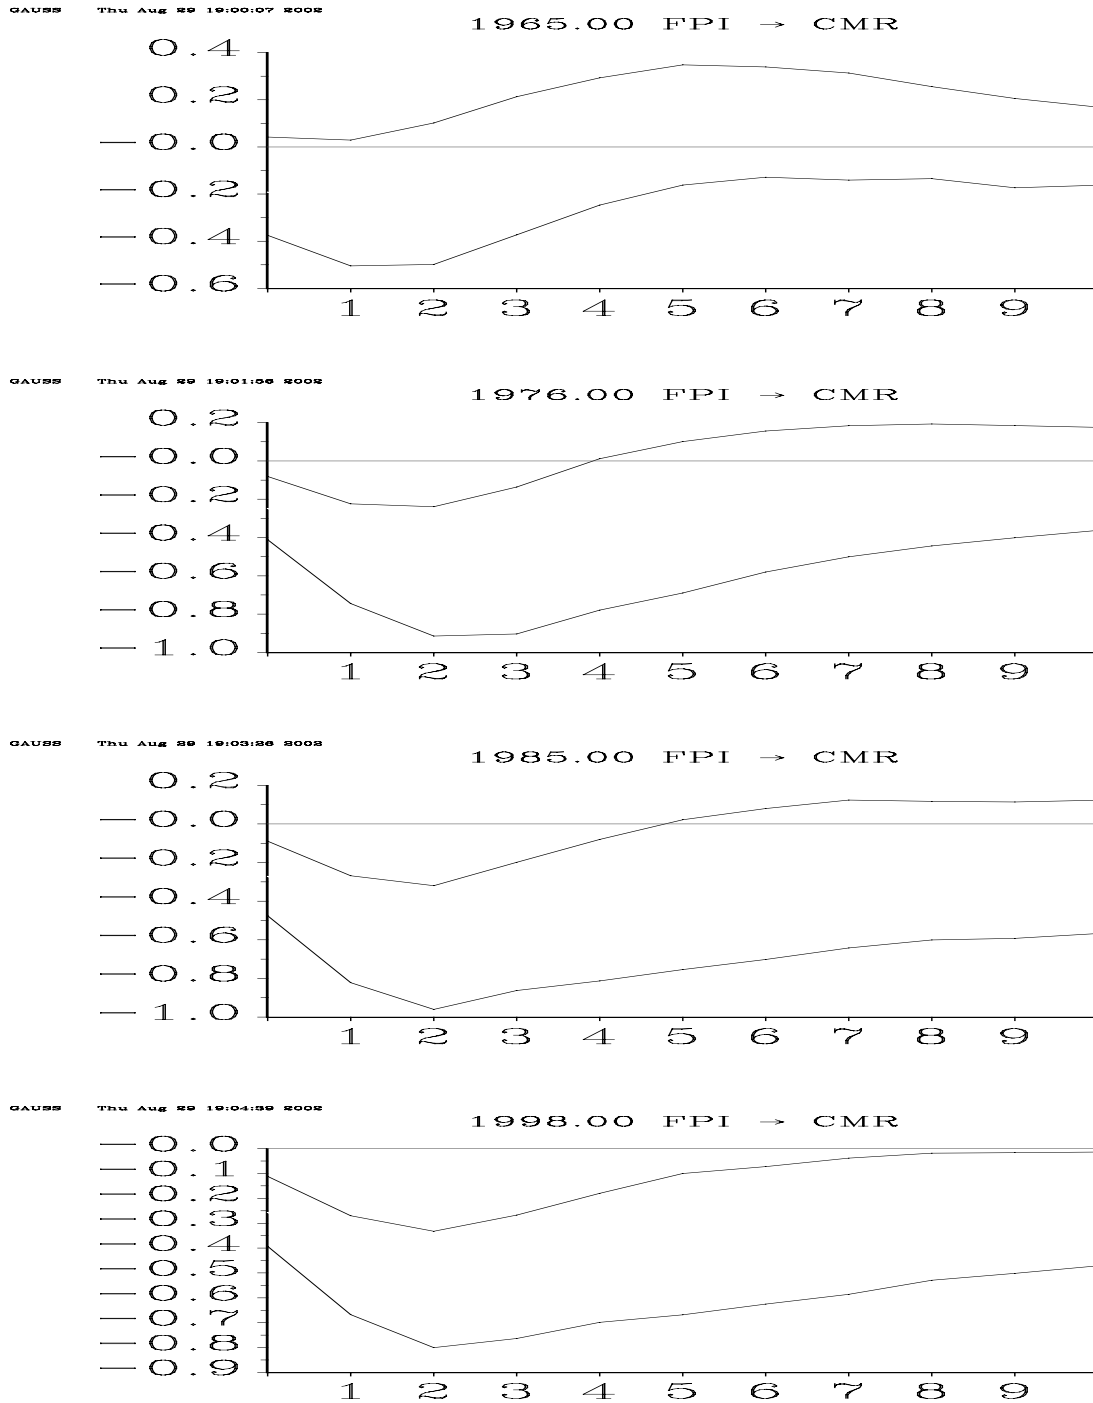 GAUSS Thu Aug 29 19:00:07 2002
1965.00 FPI → CMR
0.4
0.2
−0.0
−0.2
−0.4
−0.6
1 2 3 4 5 6 7 8 9
GAUSS Thu Aug 29 19:01:56 2002
1976.00 FPI → CMR
0.2
−0.0
−0.2
−0.4
−0.6
−0.8
−1.0
1 2 3 4 5 6 7 8 9
GAUSS Thu Aug 29 19:03:26 2002
1985.00 FPI → CMR
0.2
−0.0
−0.2
−0.4
−0.6
−0.8
−1.0
1 2 3 4 5 6 7 8 9
GAUSS Thu Aug 29 19:04:39 2002
1998.00 FPI → CMR
−0.0
−0.1
−0.2
−0.3
−0.4
−0.5
−0.6
−0.7
−0.8
−0.9
1 2 3 4 5 6 7 8 9